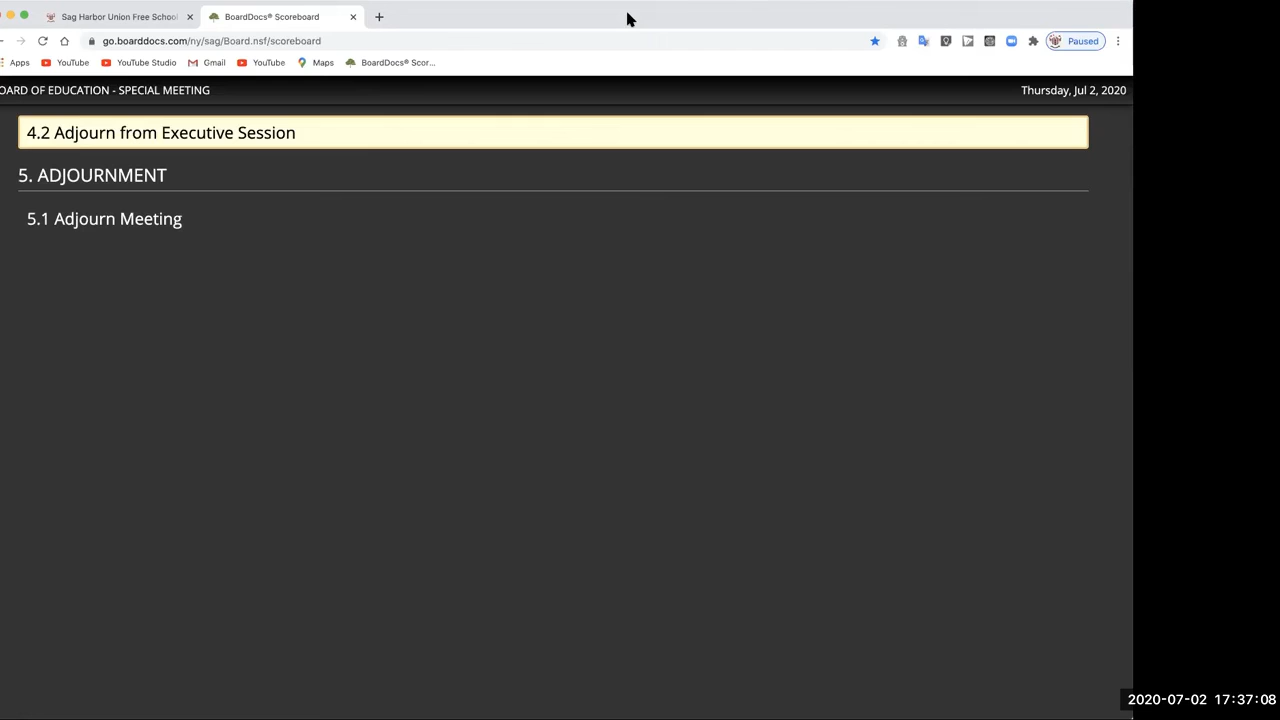 Sag Harbor Union Free School
BoardDocs® Scoreboard
go.boarddocs.com/ny/sag/Board.nsf/scoreboard
Paused
Apps
YouTube
YouTube Studio
Gmail
YouTube
Maps
BoardDocs® Scor...
OARD OF EDUCATION - SPECIAL MEETING
Thursday, Jul 2, 2020
4.2 Adjourn from Executive Session
5. ADJOURNMENT
5.1 Adjourn Meeting
2020-07-02 17:37:08